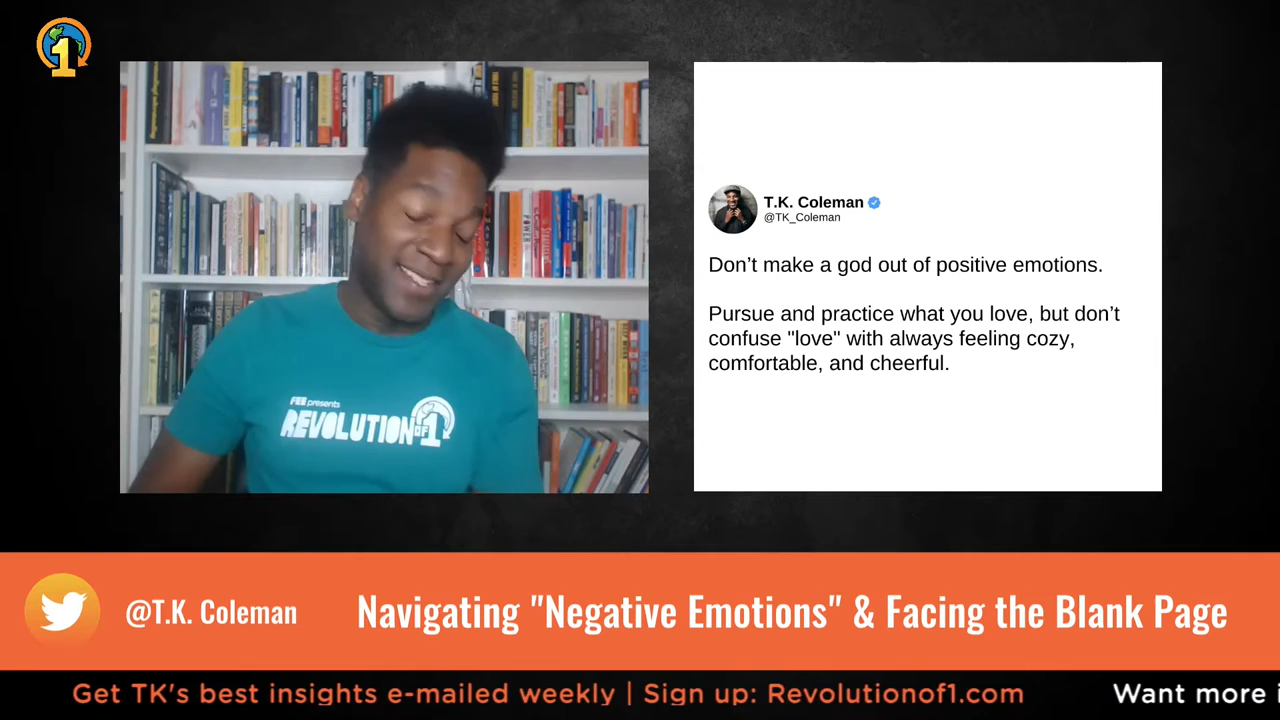 1
FEE presents
REVOLUTION OF 1
POWER
T.K. Coleman
@TK_Coleman
Don’t make a god out of positive emotions.
Pursue and practice what you love, but don’t
confuse "love" with always feeling cozy,
comfortable, and cheerful.
@T.K. Coleman
Navigating "Negative Emotions" & Facing the Blank Page
Get TK's best insights e-mailed weekly | Sign up: Revolutionof1.com
Want more i